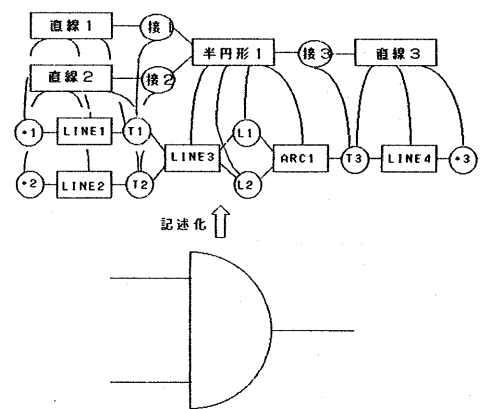 直線1 接1 半円形1 接3 直線3
直線2 接2
*1 LINE1 T1 LINE3 L1 ARC1 T3 LINE4 *3
*2 LINE2 T2 L2
記述化